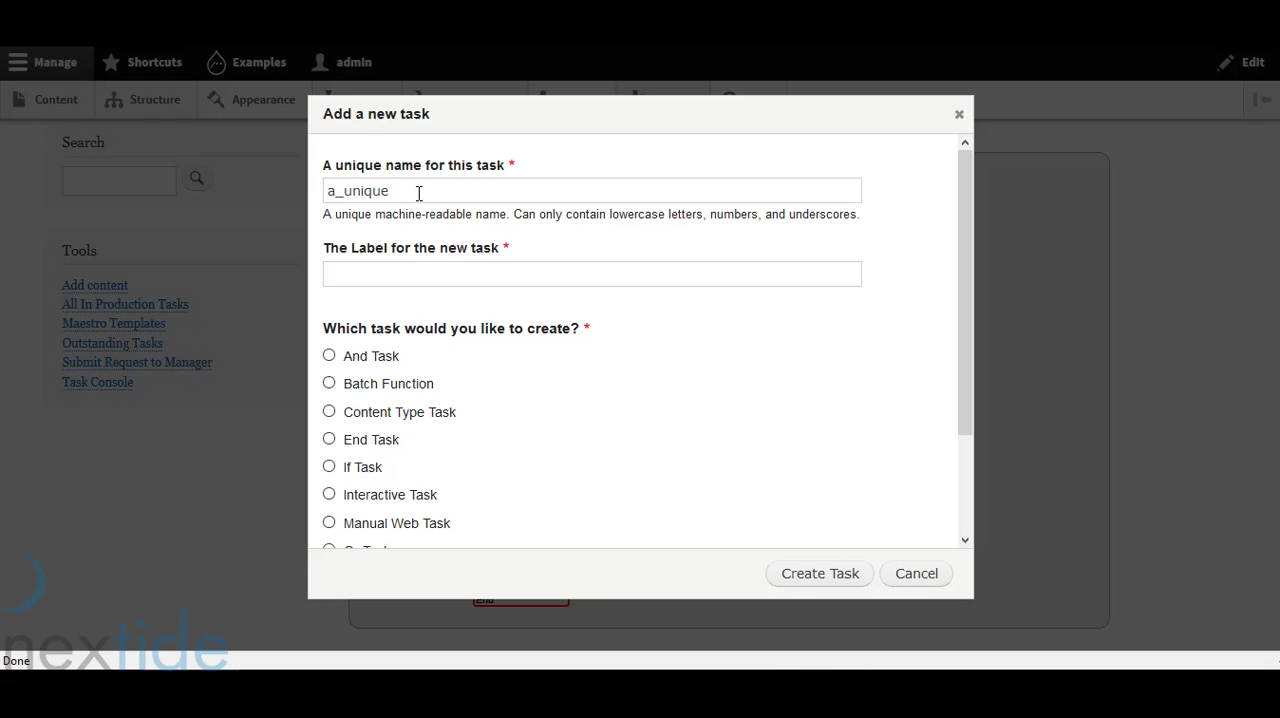 Manage Shortcuts Examples admin Edit
Content Structure Appearance
Add a new task
Search
A unique name for this task *
a_unique
A unique machine-readable name. Can only contain lowercase letters, numbers, and underscores.
The Label for the new task *
Tools
Add content
All In Production Tasks
Maestro Templates
Outstanding Tasks
Submit Request to Manager
Task Console
Which task would you like to create? *
And Task
Batch Function
Content Type Task
End Task
If Task
Interactive Task
Manual Web Task
Create Task Cancel
End
nextide
Done